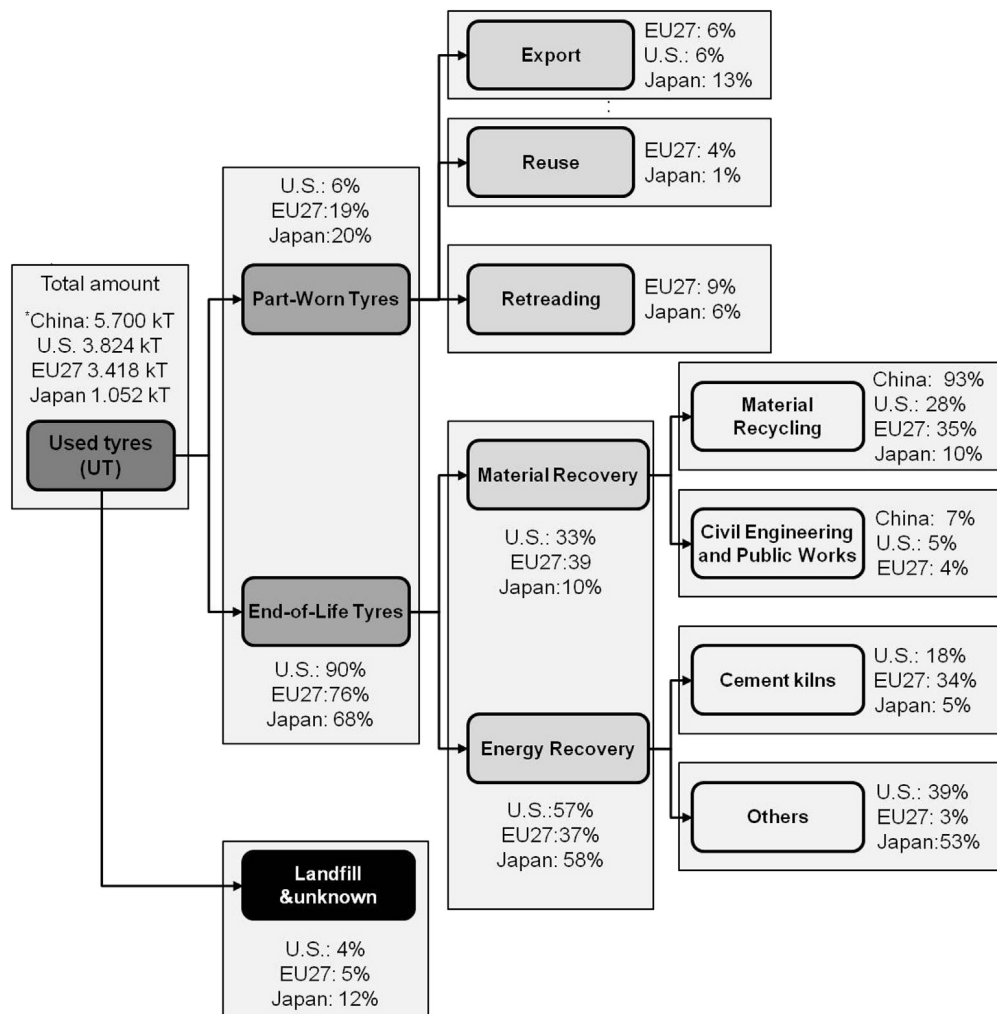 Total amount
*China: 5.700 kT
U.S. 3.824 kT
EU27 3.418 kT
Japan 1.052 kT
Used tyres
(UT)
U.S.: 6%
EU27:19%
Japan:20%
Part-Worn Tyres
End-of-Life Tyres
U.S.: 90%
EU27:76%
Japan: 68%
Landfill
&unknown
U.S.: 4%
EU27: 5%
Japan: 12%
Export
EU27: 6%
U.S.: 6%
Japan: 13%
Reuse
EU27: 4%
Japan: 1%
Retreading
EU27: 9%
Japan: 6%
Material Recovery
U.S.: 33%
EU27:39
Japan:10%
Energy Recovery
U.S.:57%
EU27:37%
Japan: 58%
Material
Recycling
China: 93%
U.S.: 28%
EU27: 35%
Japan: 10%
Civil Engineering
and Public Works
China: 7%
U.S.: 5%
EU27: 4%
Cement kilns
U.S.: 18%
EU27: 34%
Japan: 5%
Others
U.S.: 39%
EU27: 3%
Japan:53%